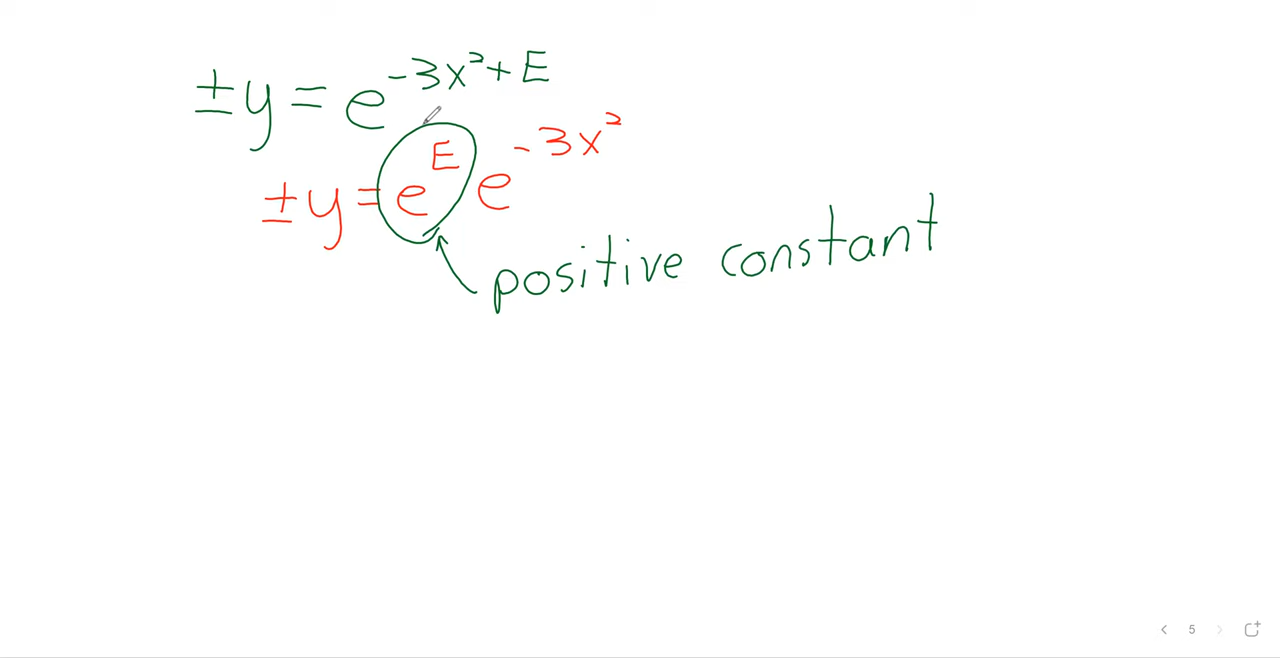 ±y = e^{-3x²+E}
±y = e^E e^{-3x²}
positive constant
5